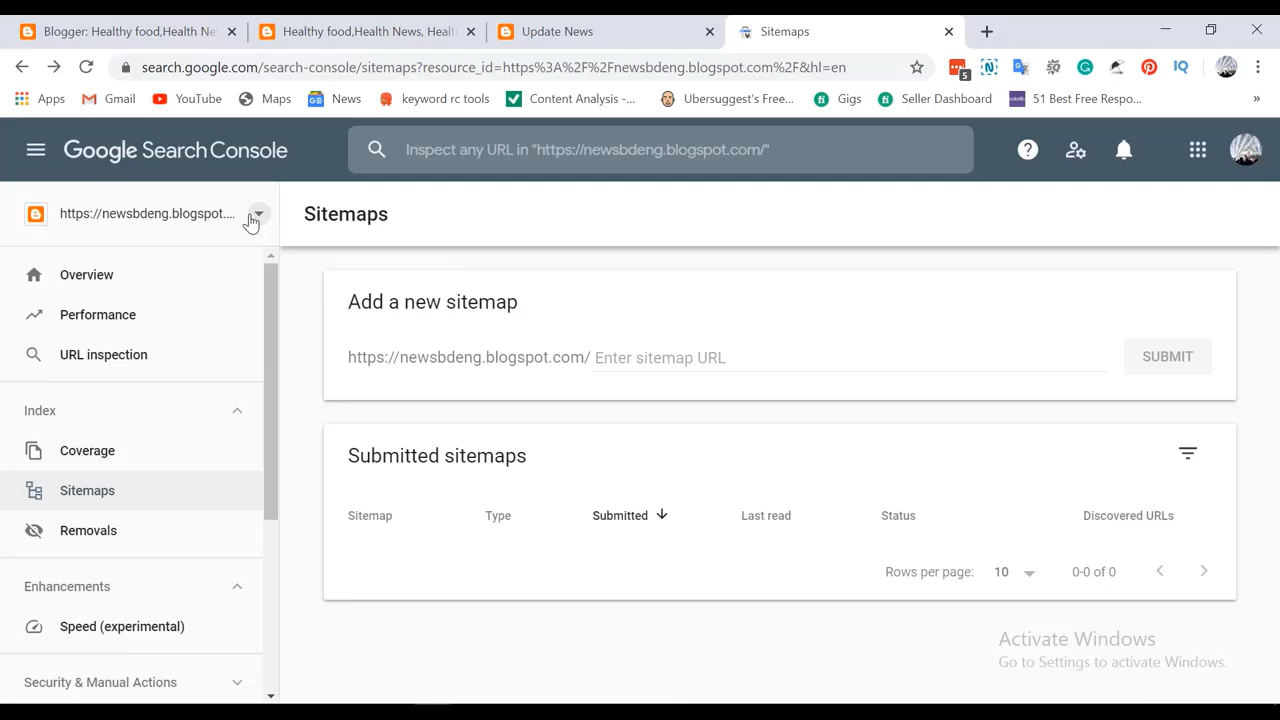 Blogger: Healthy food,Health Ne
Healthy food,Health News, Healt
Update News
Sitemaps
search.google.com/search-console/sitemaps?resource_id=https%3A%2F%2Fnewsbdeng.blogspot.com%2F&hl=en
5
Apps
Gmail
YouTube
Maps
News
keyword rc tools
Content Analysis -...
Ubersuggest's Free...
Gigs
Seller Dashboard
51 Best Free Respo...
»
Google Search Console
Inspect any URL in "https://newsbdeng.blogspot.com/"
https://newsbdeng.blogspot....
Sitemaps
Overview
Performance
URL inspection
Index
Coverage
Sitemaps
Removals
Enhancements
Speed (experimental)
Security & Manual Actions
Add a new sitemap
https://newsbdeng.blogspot.com/ Enter sitemap URL
SUBMIT
Submitted sitemaps
Sitemap Type Submitted Last read Status Discovered URLs
Rows per page: 10 0-0 of 0
Activate Windows
Go to Settings to activate Windows.